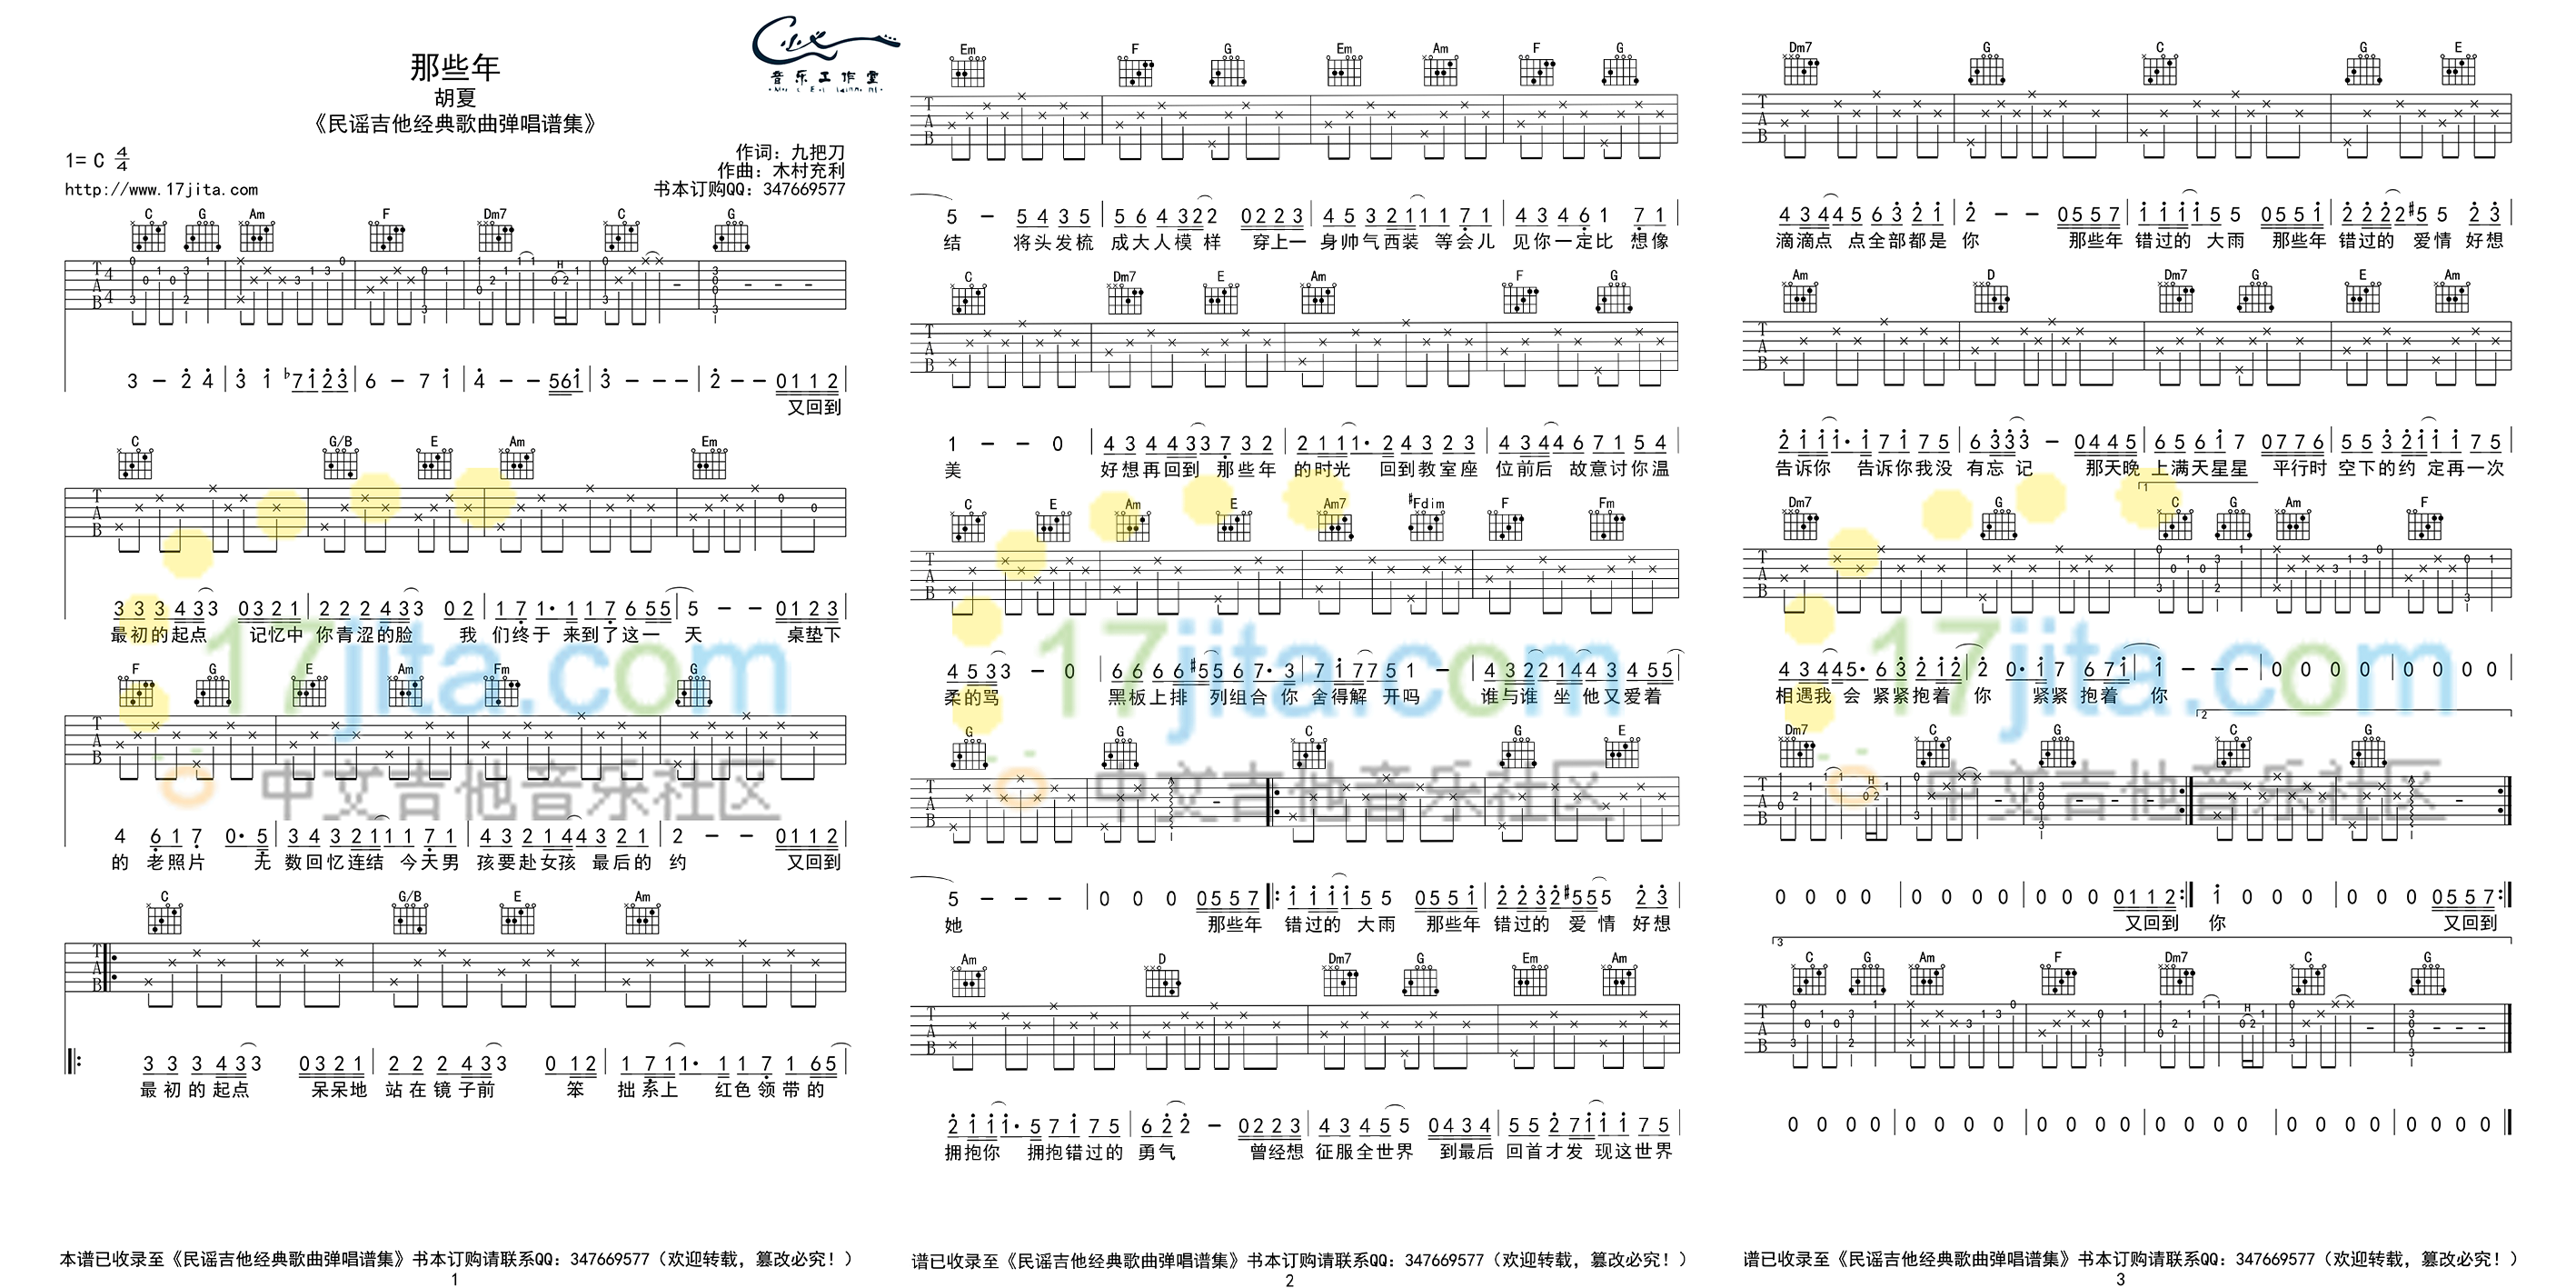 那些年
胡夏
《民谣吉他经典歌曲弹唱谱集》
音乐工作室
1= C 4/4
作词：九把刀
作曲：木村充利
http://www.17jita.com
书本订购QQ：347669577
C G Am F Dm7 C G
3 - 2 4 | 3 1 b7 1 2 3 | 6 - 7 1 | 4 - - 5 6 1 | 3 - - - | 2 - - 0 1 1 2 |
又回到
C G/B E Am Em
3 3 3 4 3 3 0 3 2 1 | 2 2 2 4 3 3 0 2 | 1 7 1· 1 1 7 6 5 5 | 5 - - 0 1 2 3 |
最初的起点 记忆中 你青涩的脸 我 们终于 来到了这一 天 桌垫下
F G E Am Fm G
4 6 1 7 0· 5 | 3 4 3 2 1 1 1 7 1 | 4 3 2 1 4 4 3 2 1 | 2 - - 0 1 1 2 |
的 老照片 无 数回忆连结 今天男 孩要赴女孩 最后的 约 又回到
C G/B E Am
3 3 3 4 3 3 0 3 2 1 | 2 2 2 4 3 3 0 1 2 | 1 7 1 1· 1 1 7 1 6 5 |
最初的起点 呆呆地 站在镜子前 笨 拙系上 红色领带的
本谱已收录至《民谣吉他经典歌曲弹唱谱集》书本订购请联系QQ：347669577（欢迎转载，篡改必究！）
1
Em F G Em Am F G
5 - 5 4 3 5 | 5 6 4 3 2 2 0 2 2 3 | 4 5 3 2 1 1 1 7 1 | 4 3 4 6 1 7 1 |
结 将头发梳 成大人模样 穿上一 身帅气西装 等会儿 见你一定比 想像
C Dm7 E Am F G
1 - - 0 | 4 3 4 4 3 3 7 3 2 | 2 1 1 1· 2 4 3 2 3 | 4 3 4 4 6 7 1 5 4 |
美 好想再回到 那些年 的时光 回到教室座 位前后 故意讨你温
C E Am E Am7 #Fdim F Fm
4 5 3 3 - 0 | 6 6 6 6 #5 5 6 7· 3 | 7 1 7 7 5 1 - | 4 3 2 2 1 4 4 3 4 5 5 |
柔的骂 黑板上排 列组合 你 舍得解 开吗 谁与谁 坐 他又爱着
G G C G E
5 - - - | 0 0 0 0 5 5 7 |: 1 1 1 1 5 5 0 5 5 1 | 2 2 3 2 #5 5 5 2 3 |
她 那些年 错过的 大雨 那些年 错过的 爱 情 好想
Am D Dm7 G Em Am
2 1 1 1· 5 7 1 7 5 | 6 2 2 - 0 2 2 3 | 4 3 4 5 5 0 4 3 4 | 5 5 2 7 1 1 1 7 5 |
拥抱你 拥抱错过的 勇气 曾经想 征服全世界 到最后 回首才发 现这世界
谱已收录至《民谣吉他经典歌曲弹唱谱集》书本订购请联系QQ：347669577（欢迎转载，篡改必究！）
2
Dm7 G C G E
4 3 4 4 5 6 3 2 1 | 2 - - 0 5 5 7 | 1 1 1 1 5 5 0 5 5 1 | 2 2 2 2 #5 5 2 3 |
滴滴点 点全部都是 你 那些年 错过的 大雨 那些年 错过的 爱情 好想
Am D Dm7 G E Am
2 1 1 1· 1 7 1 7 5 | 6 3 3 3 - 0 4 4 5 | 6 5 6 1 7 0 7 7 6 | 5 5 3 2 1 1 1 7 5 |
告诉你 告诉你我没 有忘 记 那天晚 上满天星星 平行时 空下的约 定再一次
Dm7 G 1 C G Am F
4 3 4 4 5· 6 3 2 1 2 | 2 0· 1 7 6 7 1 | 1 - - - | 0 0 0 0 | 0 0 0 0 |
相遇我 会 紧紧抱着 你 紧紧 抱着 你
Dm7 C G 2 C G
0 0 0 0 | 0 0 0 0 | 0 0 0 0 1 1 2 :| 1 0 0 0 | 0 0 0 0 5 5 7 :|
又回到 你 又回到
3
C G Am F Dm7 C G
0 0 0 0 | 0 0 0 0 | 0 0 0 0 | 0 0 0 0 | 0 0 0 0 | 0 0 0 0 |
谱已收录至《民谣吉他经典歌曲弹唱谱集》书本订购请联系QQ：347669577（欢迎转载，篡改必究！）
3
17jita.com
中文吉他音乐社区
17jita.com
中文吉他音乐社区
17jita.com
中文吉他音乐社区